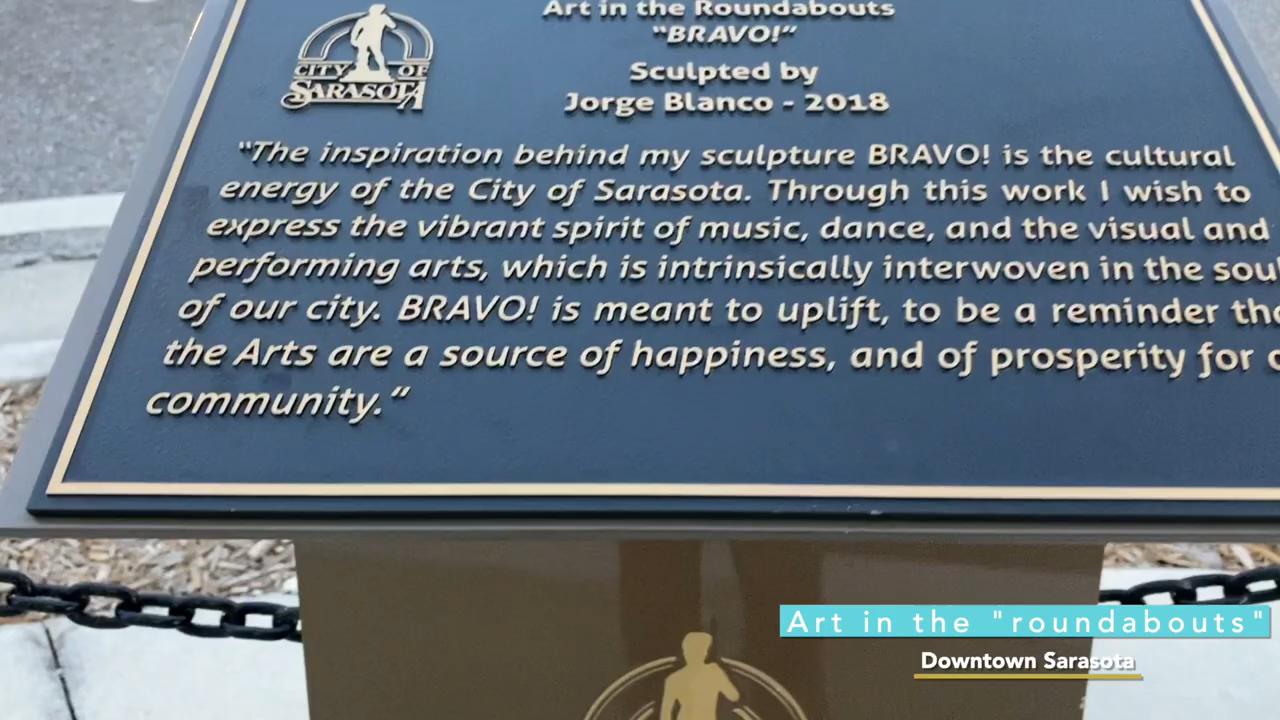 Art in the Roundabouts
"BRAVO!"
CITY OF
SARASOTA
Sculpted by
Jorge Blanco - 2018
"The inspiration behind my sculpture BRAVO! is the cultural
energy of the City of Sarasota. Through this work I wish to
express the vibrant spirit of music, dance, and the visual and
performing arts, which is intrinsically interwoven in the soul
of our city. BRAVO! is meant to uplift, to be a reminder
the Arts are a source of happiness, and of prosperity for
community."
Art in the "roundabouts"
Downtown Sarasota